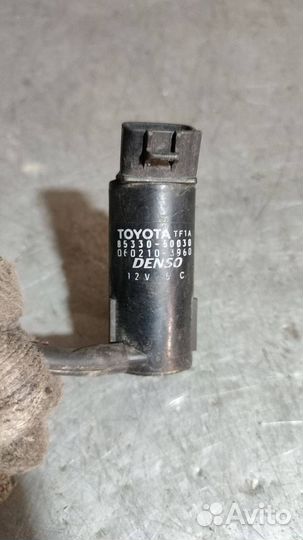 TOYOTA TF1A
85330-60030
060210-3960
DENSO
12V 5 C
Avito